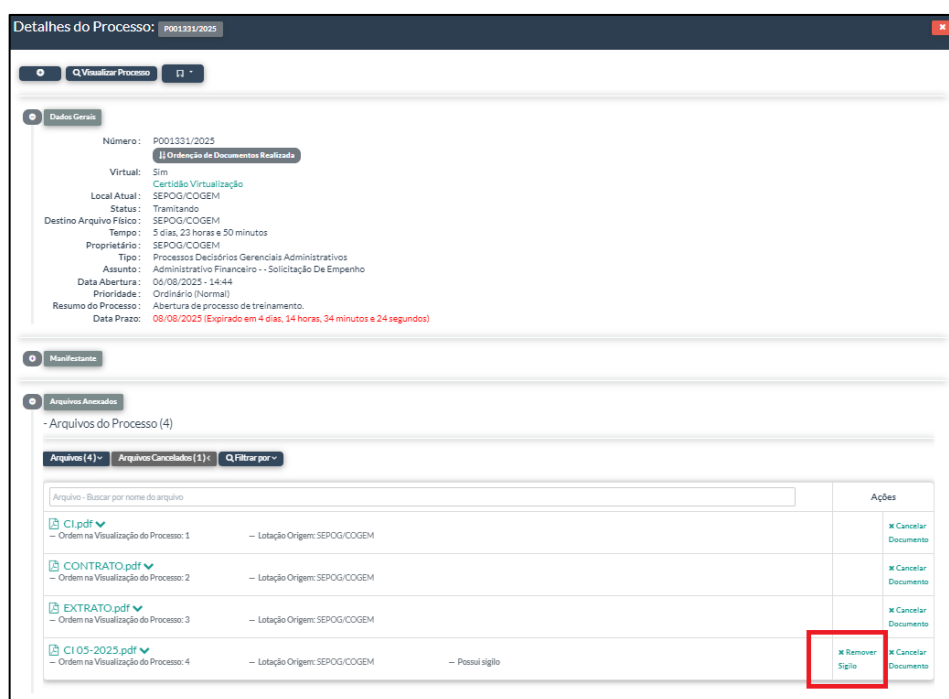 Detalhes do Processo: P001331/2025
Visualizar Processo
Dados Gerais
Número : P001331/2025
Ordenção de Documentos Realizada
Virtual: Sim
Certidão Virtualização
Local Atual : SEPOG/COGEM
Status : Tramitando
Destino Arquivo Físico : SEPOG/COGEM
Tempo : 5 dias, 23 horas e 50 minutos
Proprietário : SEPOG/COGEM
Tipo : Processos Decisórios Gerenciais Administrativos
Assunto : Administrativo Financeiro - - Solicitação De Empenho
Data Abertura : 06/08/2025 - 14:44
Prioridade : Ordinário (Normal)
Resumo do Processo : Abertura de processo de treinamento.
Data Prazo: 08/08/2025 (Expirado em 4 dias, 14 horas, 34 minutos e 24 segundos)
Manifestante
Arquivos Anexados
- Arquivos do Processo (4)
Arquivos (4) Arquivos Cancelados (1) Filtrar por
Arquivo - Buscar por nome do arquivo Ações
CI.pdf
— Ordem na Visualização do Processo: 1 — Lotação Origem: SEPOG/COGEM
Cancelar
Documento
CONTRATO.pdf
— Ordem na Visualização do Processo: 2 — Lotação Origem: SEPOG/COGEM
Cancelar
Documento
EXTRATO.pdf
— Ordem na Visualização do Processo: 3 — Lotação Origem: SEPOG/COGEM
Cancelar
Documento
CI 05-2025.pdf
— Ordem na Visualização do Processo: 4 — Lotação Origem: SEPOG/COGEM — Possui sigilo
Remover
Sigilo
Cancelar
Documento